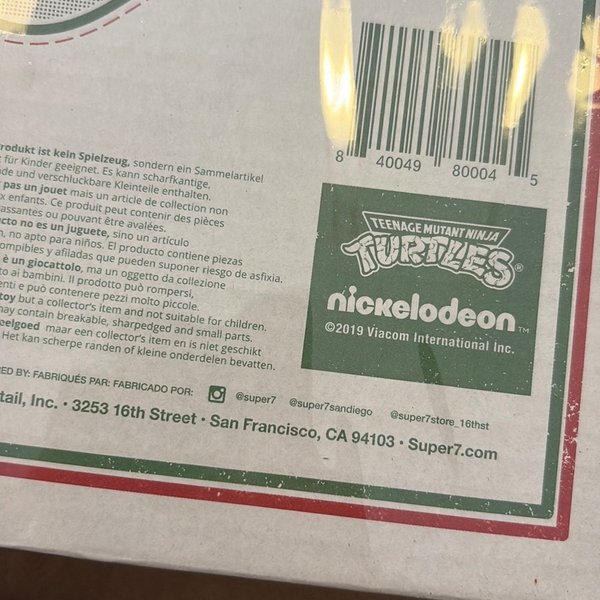 8 40049 80004 5
rodukt ist kein Spielzeug, sondern ein Sammelartikel
für Kinder geeignet. Es kann scharfkantige,
de und verschluckbare Kleinteile enthalten.
pas un jouet mais un article de collection non
x enfants. Ce produit peut contenir des pièces
assantes ou pouvant être avalées.
cto no es un juguete, sino un artículo
n, no apto para niños. El producto contiene piezas
ompibles y afiladas que pueden suponer riesgo de asfixia.
è un giocattolo, ma un oggetto da collezione
to ai bambini. Il prodotto può rompersi,
enti e può contenere pezzi molto piccole.
toy but a collector's item and not suitable for children.
may contain breakable, sharpedged and small parts.
eelgoed maar een collector's item en is niet geschikt
Het kan scherpe randen of kleine onderdelen bevatten.
TEENAGE MUTANT NINJA
TURTLES®
nickelodeon™
©2019 Viacom International Inc.
ED BY: FABRIQUÉS PAR: FABRICADO POR: @super7 @super7sandiego @super7store_16thst
tail, Inc. • 3253 16th Street • San Francisco, CA 94103 • Super7.com